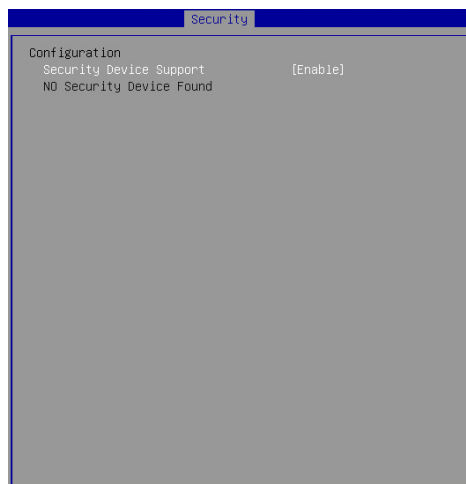 Security
Configuration
Security Device Support [Enable]
NO Security Device Found